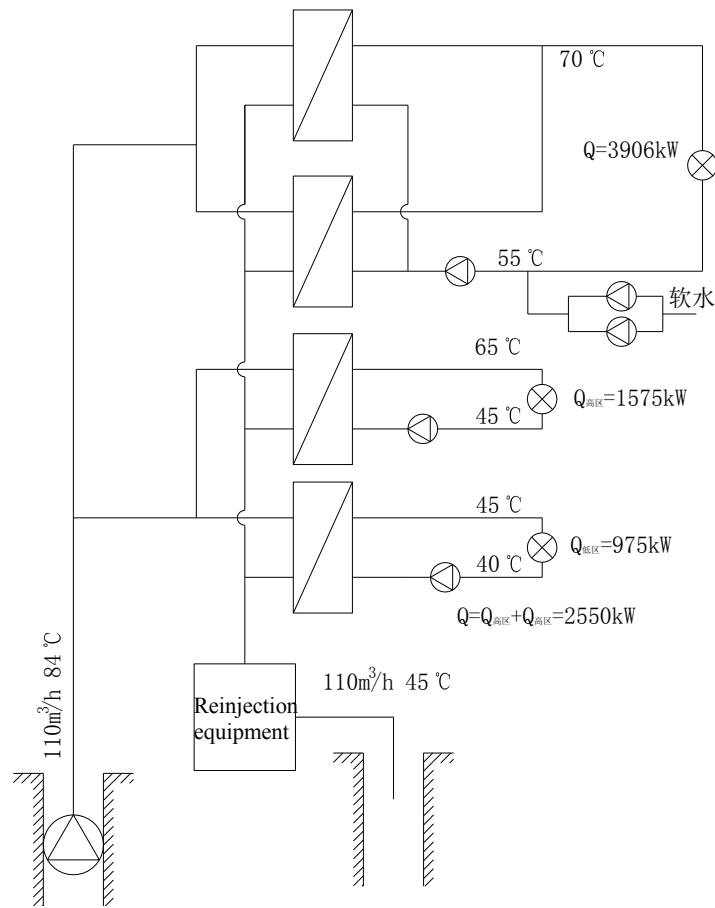 70 ℃
Q=3906kW
55 ℃
软水
65 ℃
Q高区=1575kW
45 ℃
45 ℃
Q低区=975kW
40 ℃
Q=Q高区+Q高区=2550kW
110m³/h 84 ℃
110m³/h 45 ℃
Reinjection
equipment